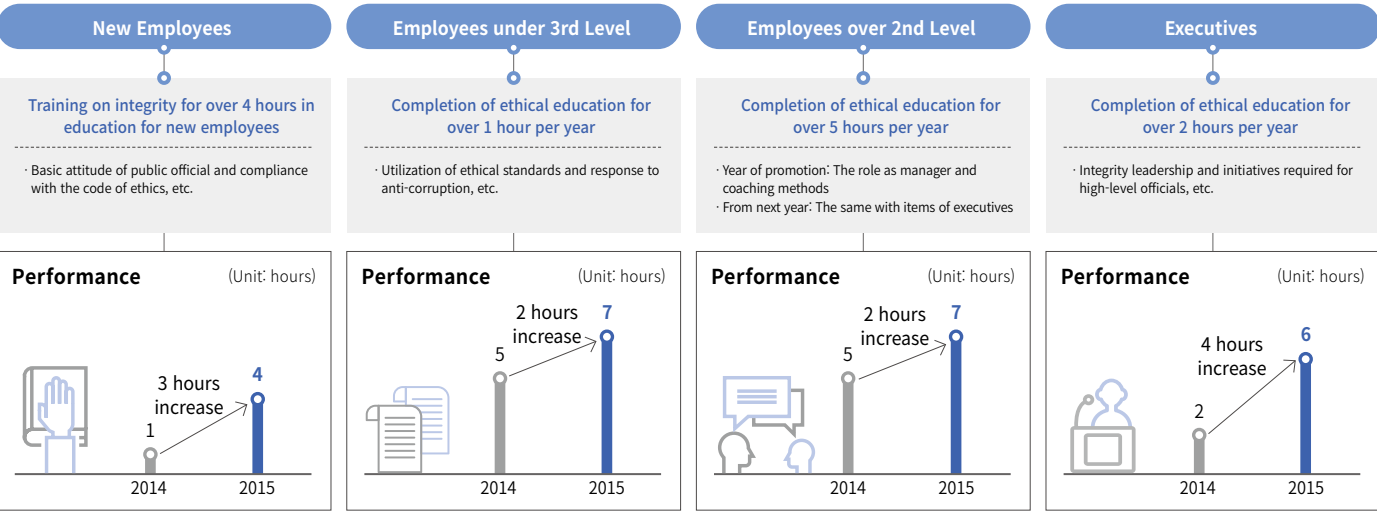 New Employees
Training on integrity for over 4 hours in
education for new employees
· Basic attitude of public official and compliance
with the code of ethics, etc.
Performance
(Unit: hours)
3 hours
increase
1
4
2014
2015
Employees under 3rd Level
Completion of ethical education for
over 1 hour per year
· Utilization of ethical standards and response to
anti-corruption, etc.
Performance
(Unit: hours)
2 hours
increase
5
7
2014
2015
Employees over 2nd Level
Completion of ethical education for
over 5 hours per year
· Year of promotion: The role as manager and
coaching methods
· From next year: The same with items of executives
Performance
(Unit: hours)
2 hours
increase
5
7
2014
2015
Executives
Completion of ethical education for
over 2 hours per year
· Integrity leadership and initiatives required for
high-level officials, etc.
Performance
(Unit: hours)
4 hours
increase
2
6
2014
2015